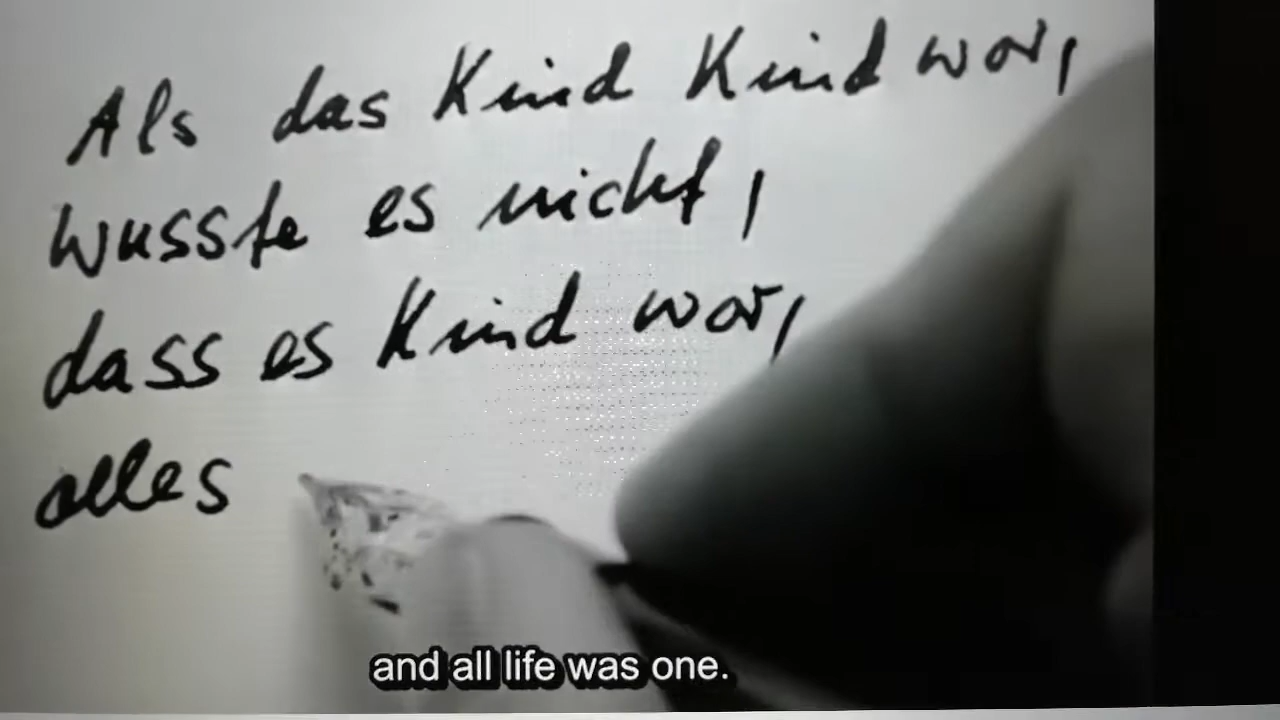 Als das Kind Kind war,
wusste es nicht,
dass es Kind war,
alles
and all life was one.